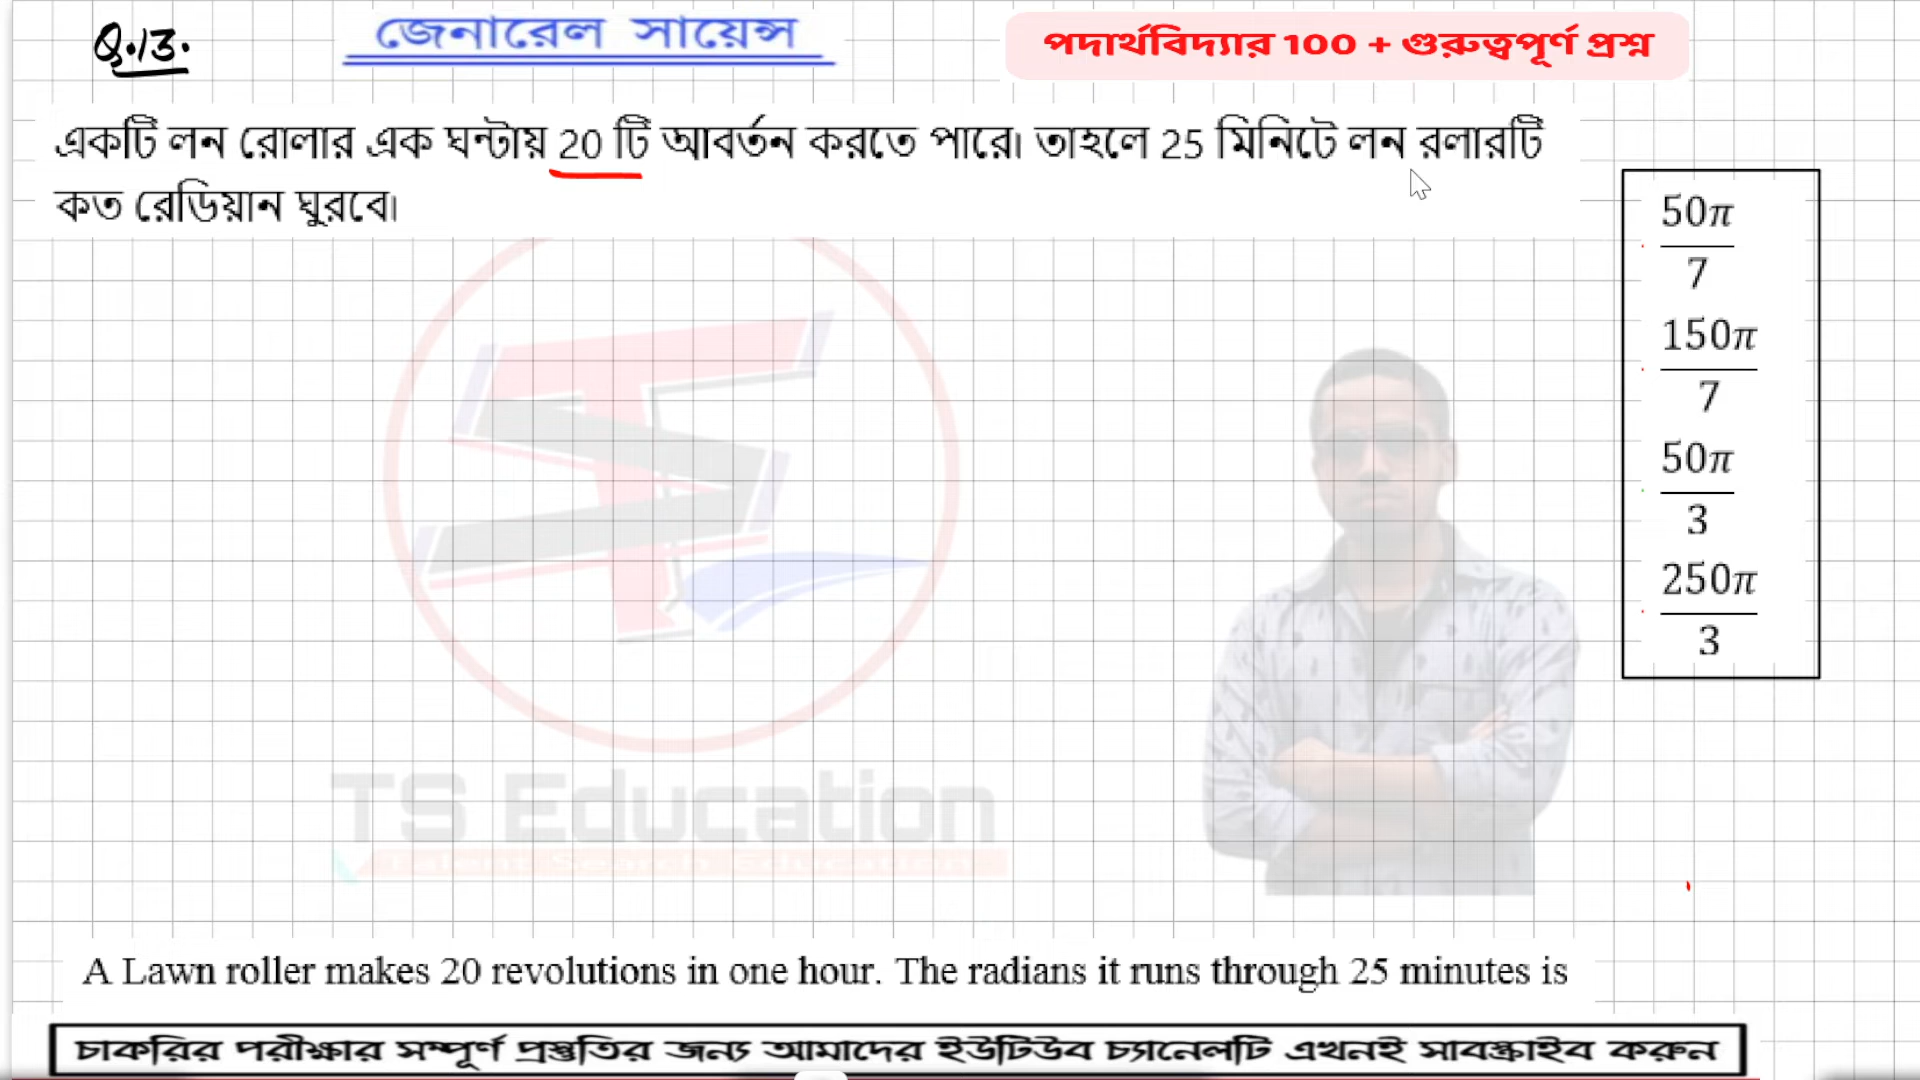 Q.13.
জেনারেল সায়েন্স
পদার্থবিদ্যার 100 + গুরুত্বপূর্ণ প্রশ্ন
একটি লন রোলার এক ঘন্টায় 20 টি আবর্তন করতে পারে। তাহলে 25 মিনিটে লন রলারটি
কত রেডিয়ান ঘুরবে।
50π
7
150π
7
50π
3
250π
3
TS Education
Talent Search Education
A Lawn roller makes 20 revolutions in one hour. The radians it runs through 25 minutes is
চাকরির পরীক্ষার সম্পূর্ণ প্রস্তুতির জন্য আমাদের ইউটিউব চ্যানেলটি এখনই সাবস্ক্রাইব করুন